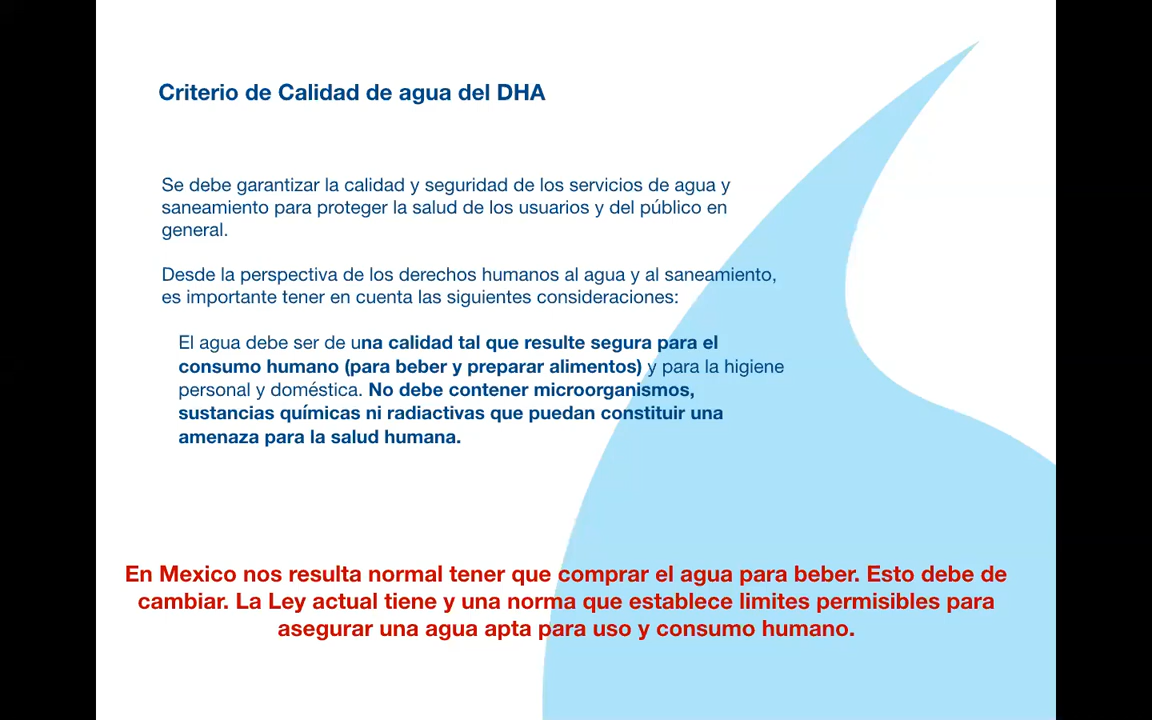 Criterio de Calidad de agua del DHA
Se debe garantizar la calidad y seguridad de los servicios de agua y
saneamiento para proteger la salud de los usuarios y del público en
general.
Desde la perspectiva de los derechos humanos al agua y al saneamiento,
es importante tener en cuenta las siguientes consideraciones:
El agua debe ser de una calidad tal que resulte segura para el
consumo humano (para beber y preparar alimentos) y para la higiene
personal y doméstica. No debe contener microorganismos,
sustancias químicas ni radiactivas que puedan constituir una
amenaza para la salud humana.
En Mexico nos resulta normal tener que comprar el agua para beber. Esto debe de
cambiar. La Ley actual tiene y una norma que establece limites permisibles para
asegurar una agua apta para uso y consumo humano.